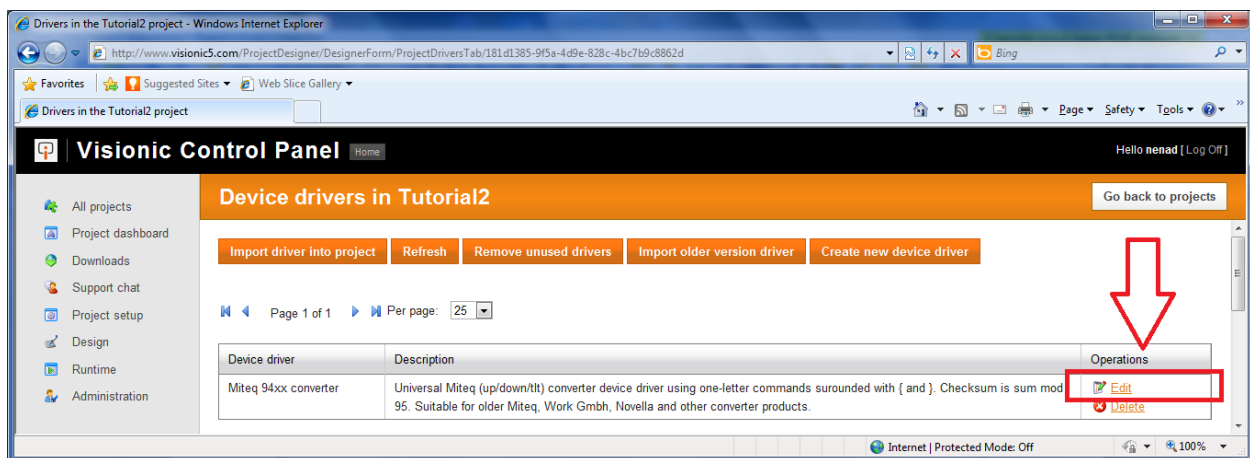 Drivers in the Tutorial2 project - Windows Internet Explorer
http://www.visionic5.com/ProjectDesigner/DesignerForm/ProjectDriversTab/181d1385-9f5a-4d9e-828c-4bc7b9c8862d
Bing
Favorites Suggested Sites Web Slice Gallery
Drivers in the Tutorial2 project Page Safety Tools
Visionic Control Panel Home Hello nenad [ Log Off ]
Device drivers in Tutorial2 Go back to projects
All projects
Project dashboard
Downloads
Support chat
Project setup
Design
Runtime
Administration
Import driver into project Refresh Remove unused drivers Import older version driver Create new device driver
Page 1 of 1 Per page: 25
Device driver Description Operations
Miteq 94xx converter Universal Miteq (up/down/tlt) converter device driver using one-letter commands surounded with { and }. Checksum is sum mod Edit
95. Suitable for older Miteq, Work Gmbh, Novella and other converter products. Delete
Internet | Protected Mode: Off 100%